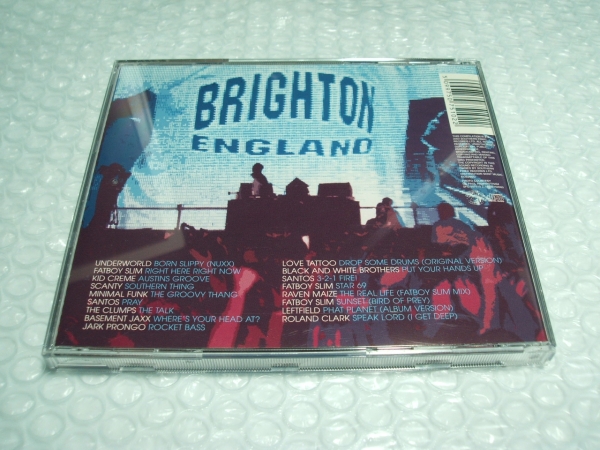 BRIGHTON
ENGLAND
UNDERWORLD BORN SLIPPY (NUXX)
FATBOY SLIM RIGHT HERE RIGHT NOW
KID CREME AUSTINS GROOVE
SCANTY SOUTHERN THING
MINIMAL FUNK THE GROOVY THANG
SANTOS PRAY
THE CLUMPS THE TALK
BASEMENT JAXX WHERE'S YOUR HEAD AT?
JARK PRONGO ROCKET BASS
LOVE TATTOO DROP SOME DRUMS (ORIGINAL VERSION)
BLACK AND WHITE BROTHERS PUT YOUR HANDS UP
SANTOS 3-2-1 FIRE!
FATBOY SLIM STAR 69
RAVEN MAIZE THE REAL LIFE (FATBOY SLIM MIX)
FATBOY SLIM SUNSET (BIRD OF PREY)
LEFTFIELD PHAT PLANET (ALBUM VERSION)
ROLAND CLARK SPEAK LORD (I GET DEEP)